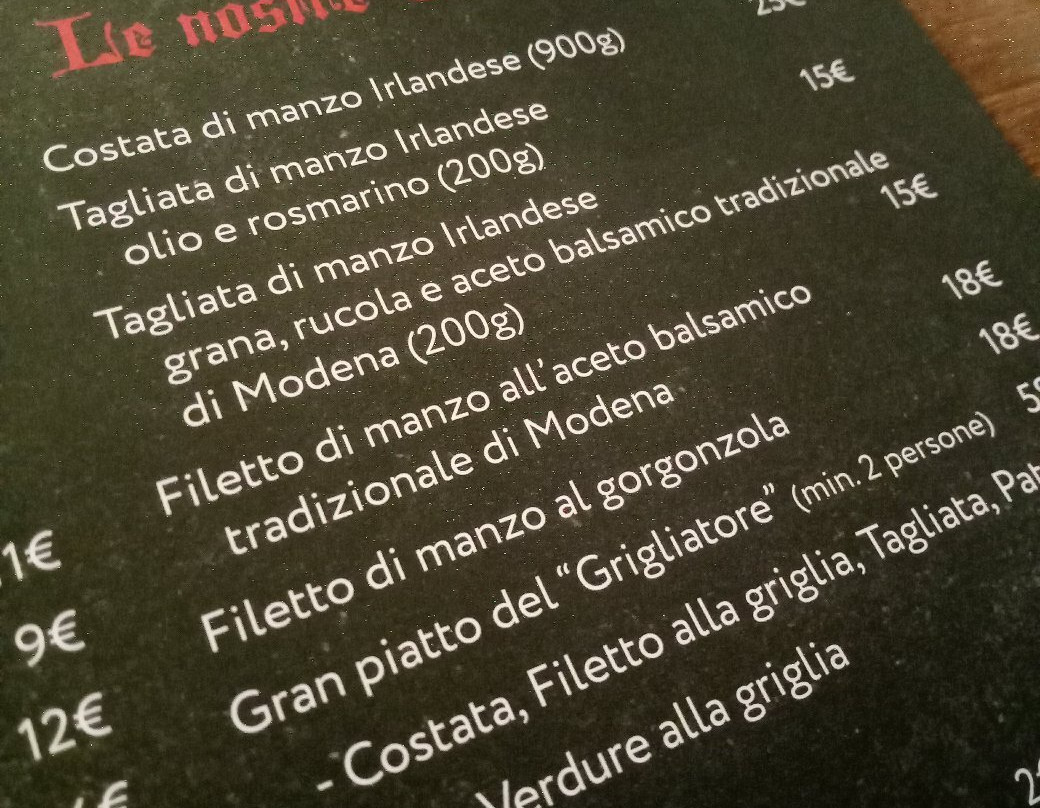 Le nostre
Costata di manzo Irlandese (900g)
Tagliata di manzo Irlandese
olio e rosmarino (200g)
15€
Tagliata di manzo Irlandese
grana, rucola e aceto balsamico tradizionale
di Modena (200g)
15€
Filetto di manzo all'aceto balsamico
tradizionale di Modena
18€
Filetto di manzo al gorgonzola
18€
Gran piatto del “Grigliatore” (min. 2 persone)
- Costata, Filetto alla griglia, Tagliata,
Verdure alla griglia
9€
12€